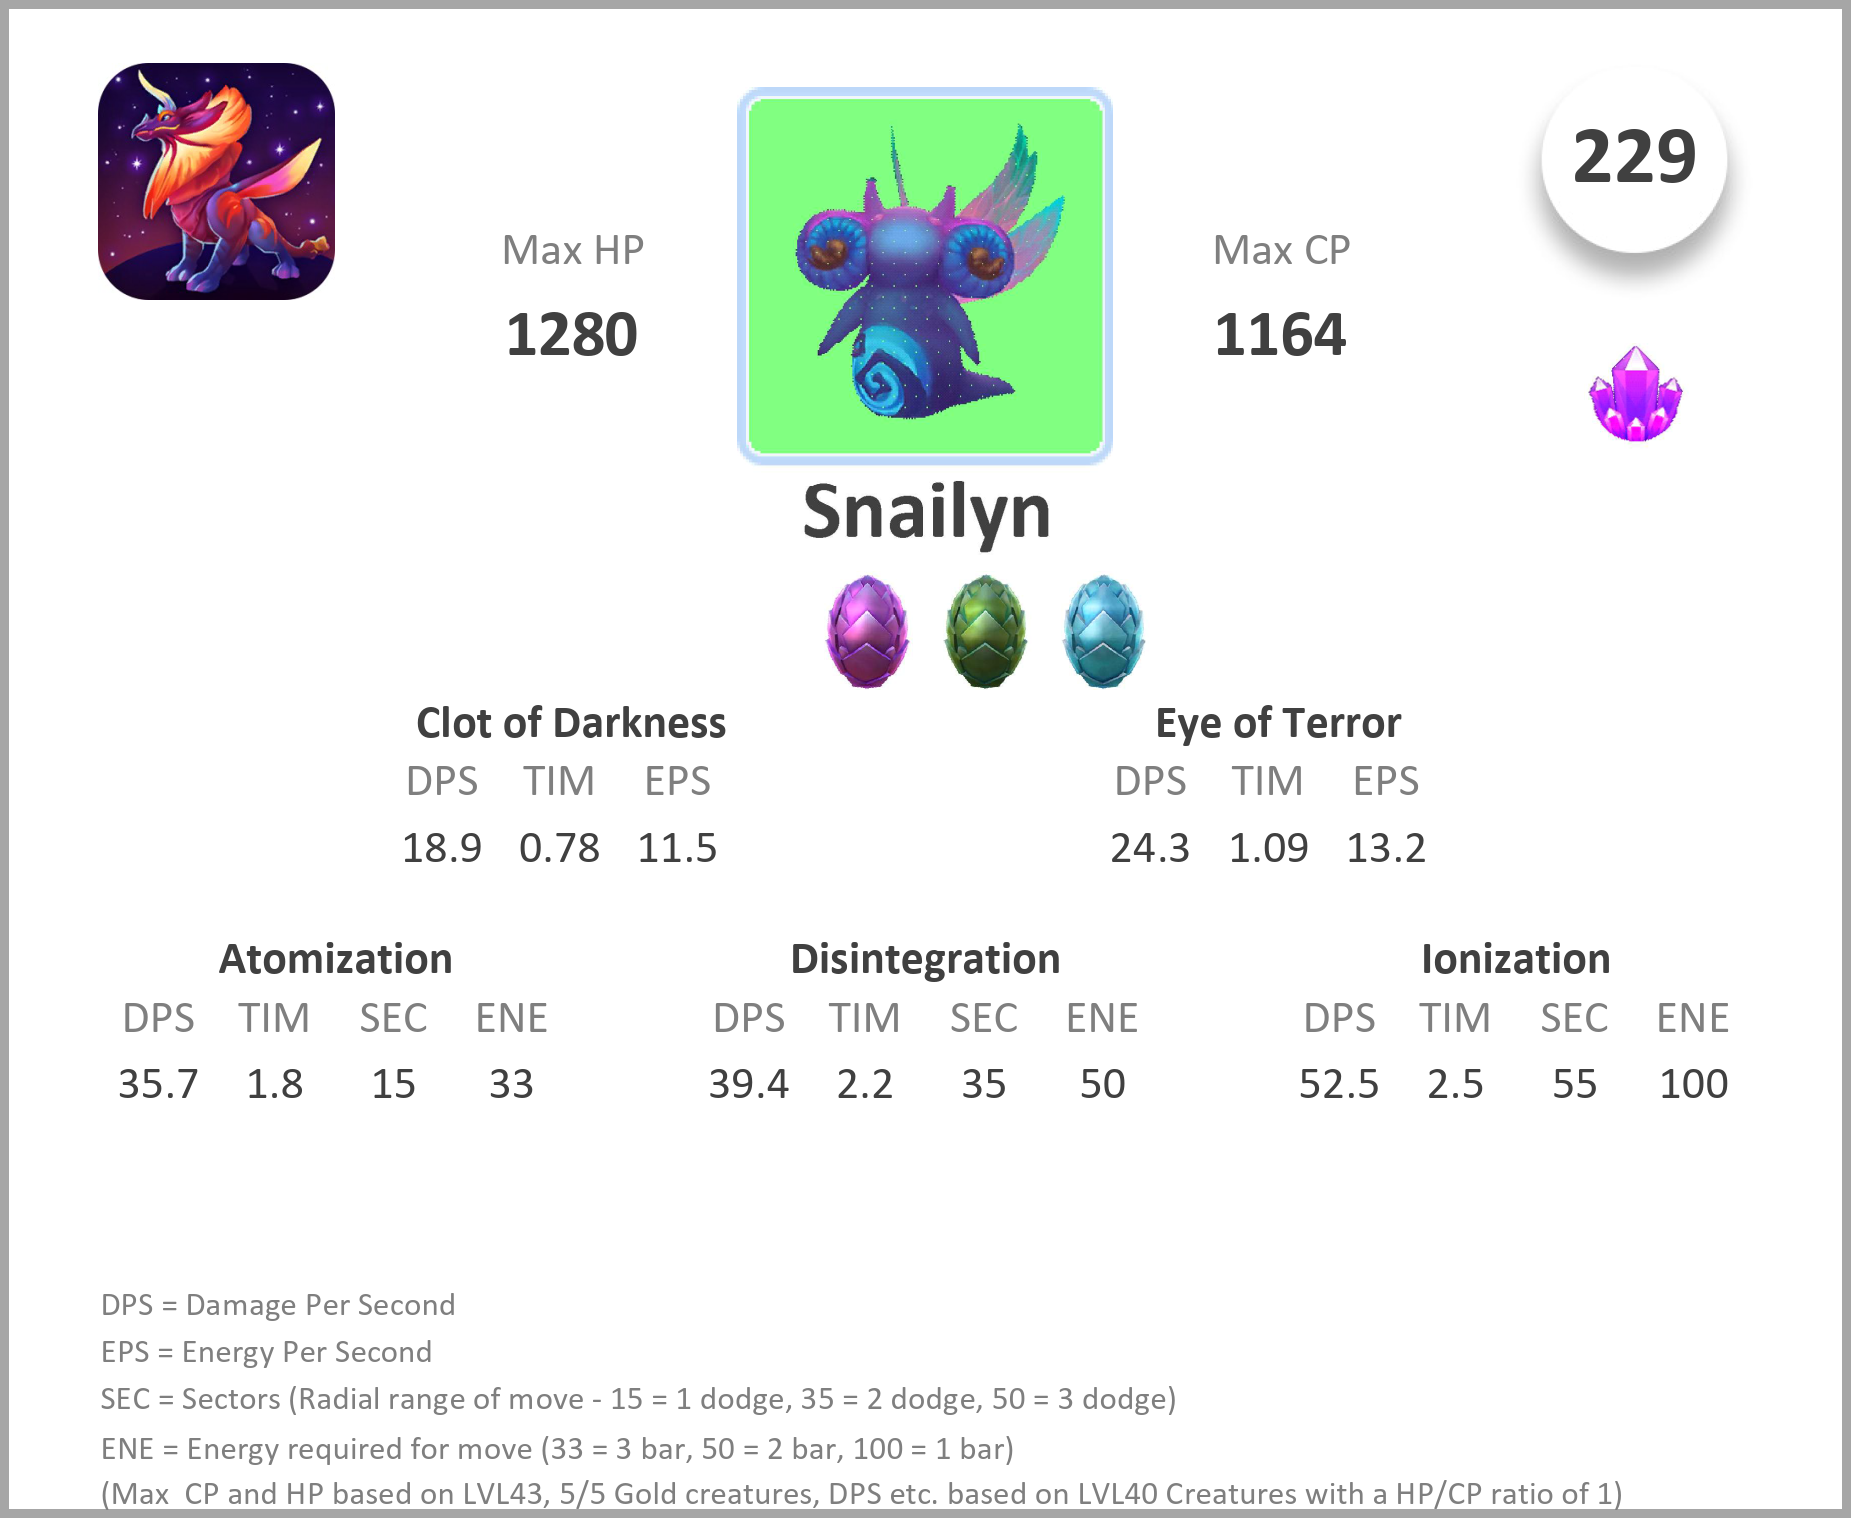 229
Max HP
Max CP
1280
1164
Snailyn
Clot of Darkness
Eye of Terror
DPS TIM EPS
DPS TIM EPS
18.9 0.78 11.5
24.3 1.09 13.2
Atomization
Disintegration
Ionization
DPS TIM SEC ENE
DPS TIM SEC ENE
DPS TIM SEC ENE
35.7 1.8 15 33
39.4 2.2 35 50
52.5 2.5 55 100
DPS = Damage Per Second
EPS = Energy Per Second
SEC = Sectors (Radial range of move - 15 = 1 dodge, 35 = 2 dodge, 50 = 3 dodge)
ENE = Energy required for move (33 = 3 bar, 50 = 2 bar, 100 = 1 bar)
(Max  CP and HP based on LVL43, 5/5 Gold creatures, DPS etc. based on LVL40 Creatures with a HP/CP ratio of 1)